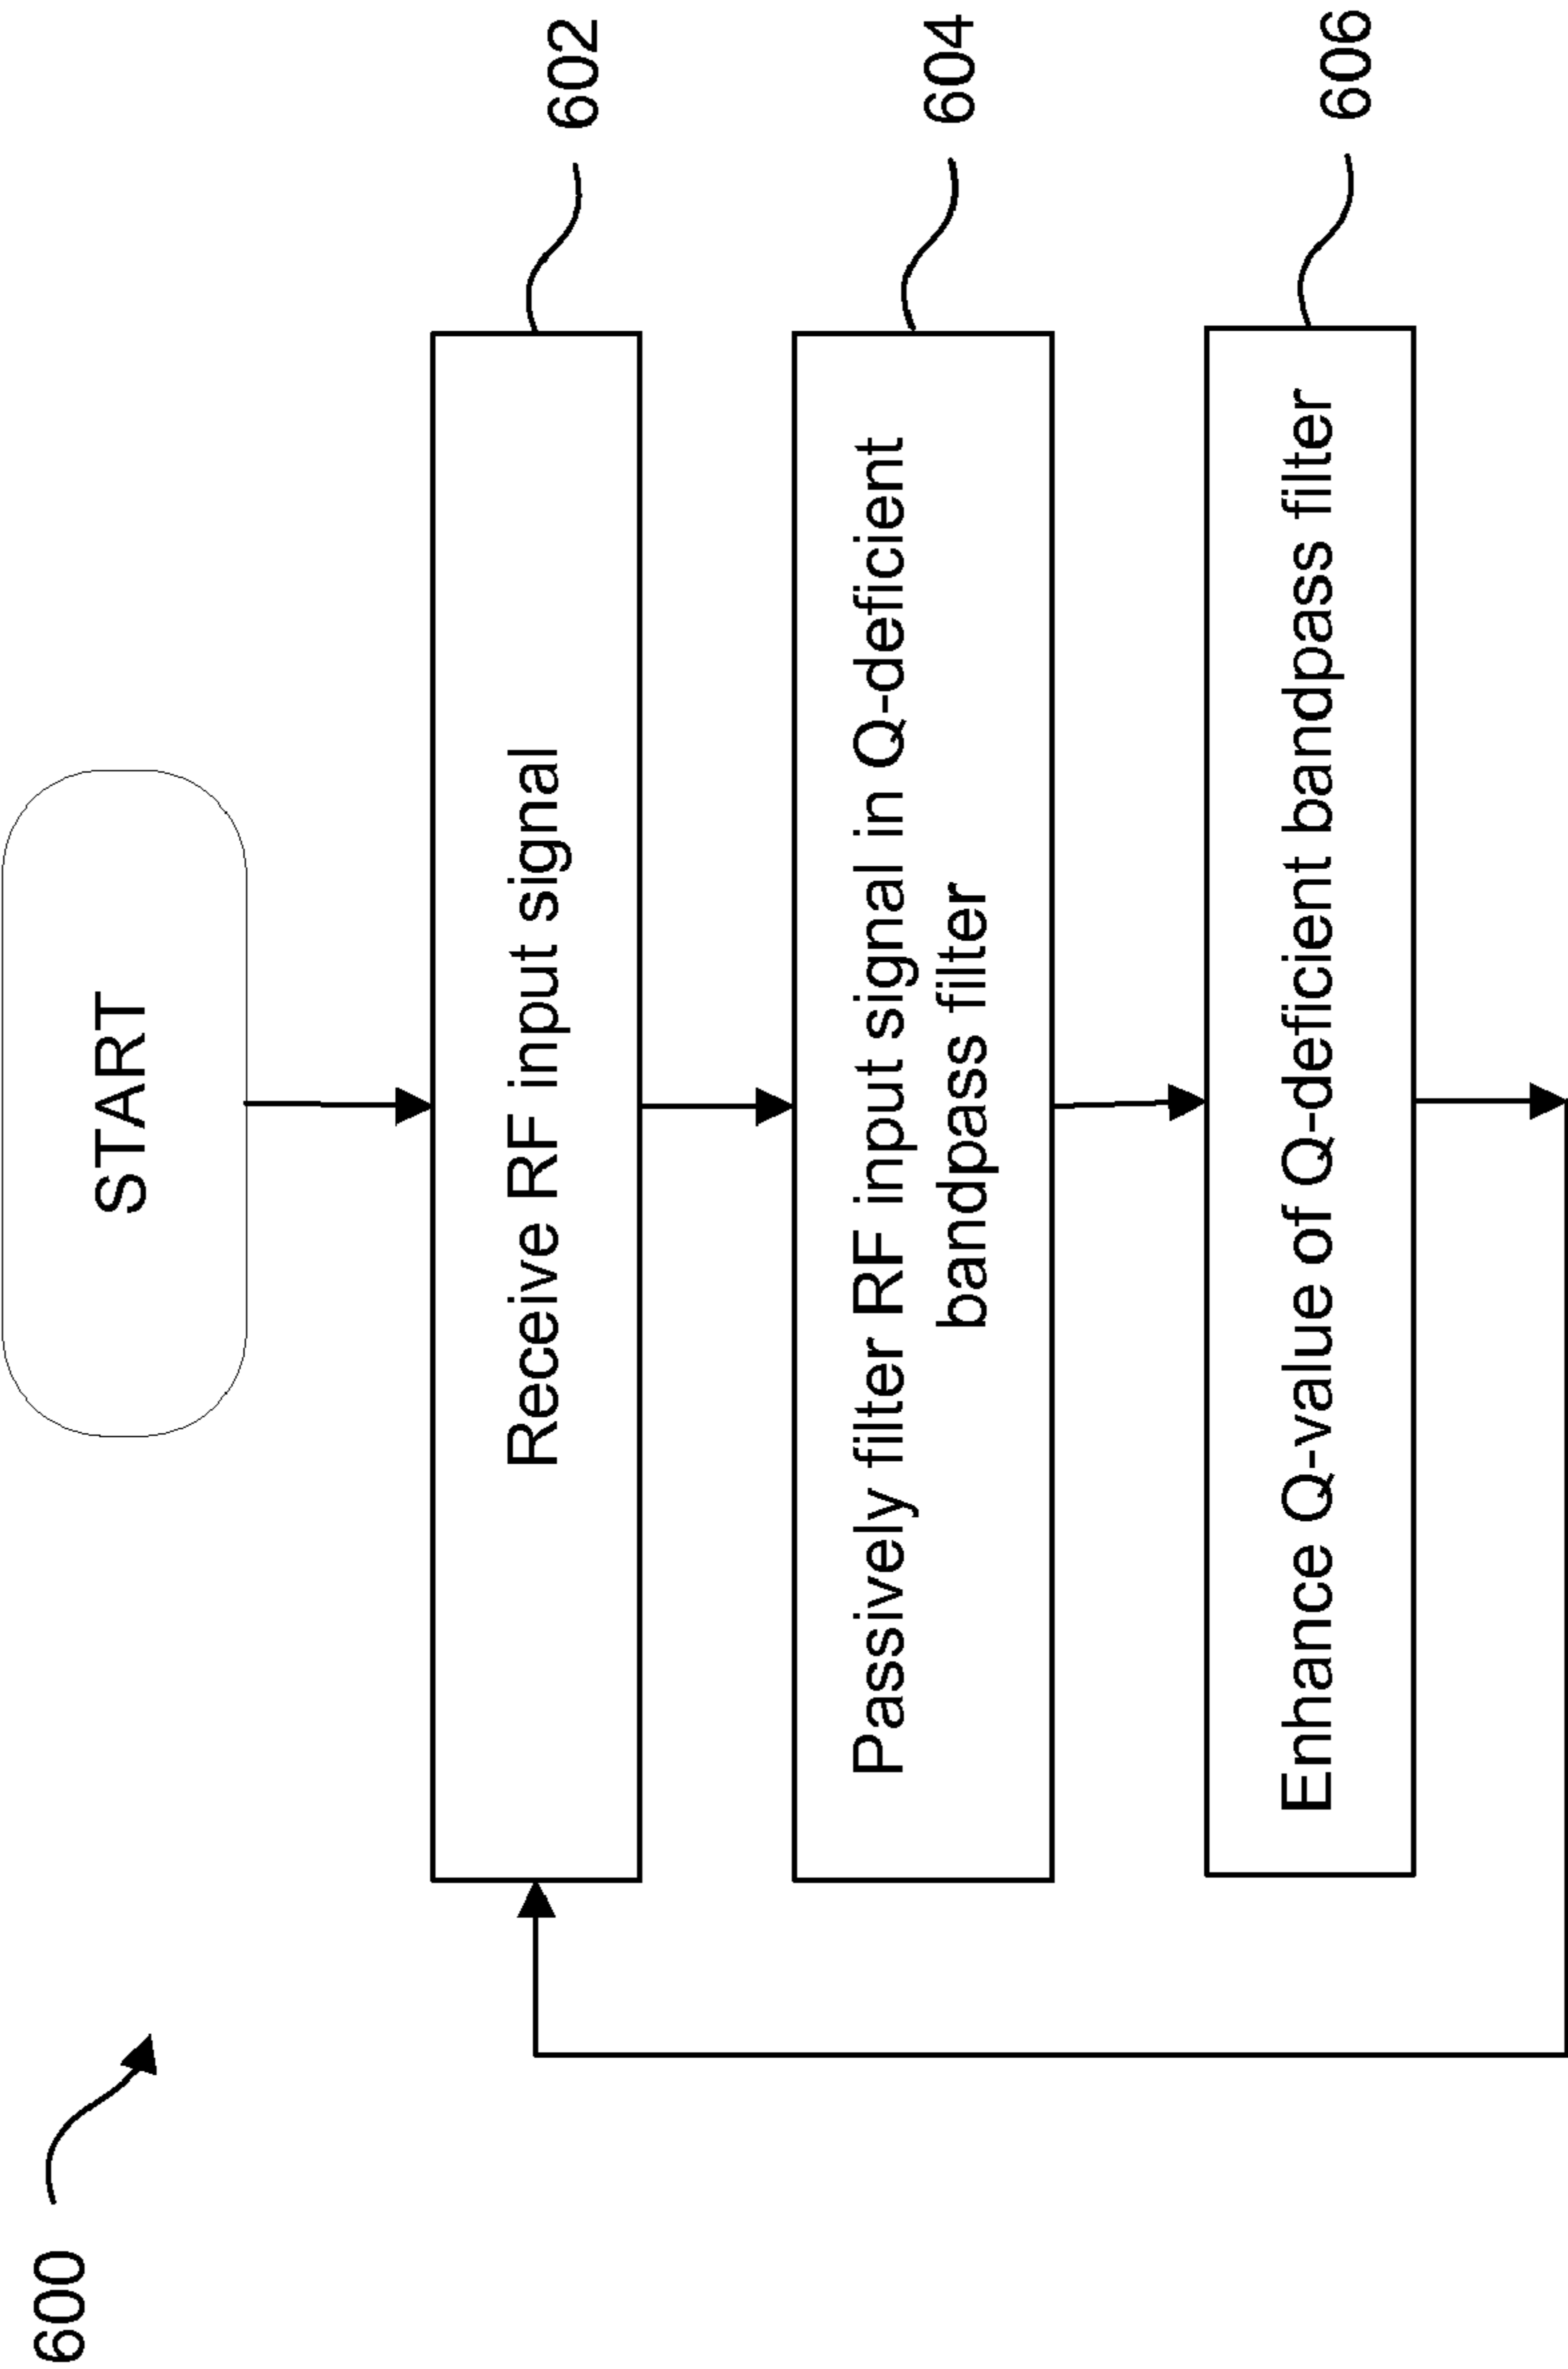 600
START
Receive RF input signal
602
Passively filter RF input signal in Q-deficient
bandpass filter
604
Enhance Q-value of Q-deficient bandpass filter
606